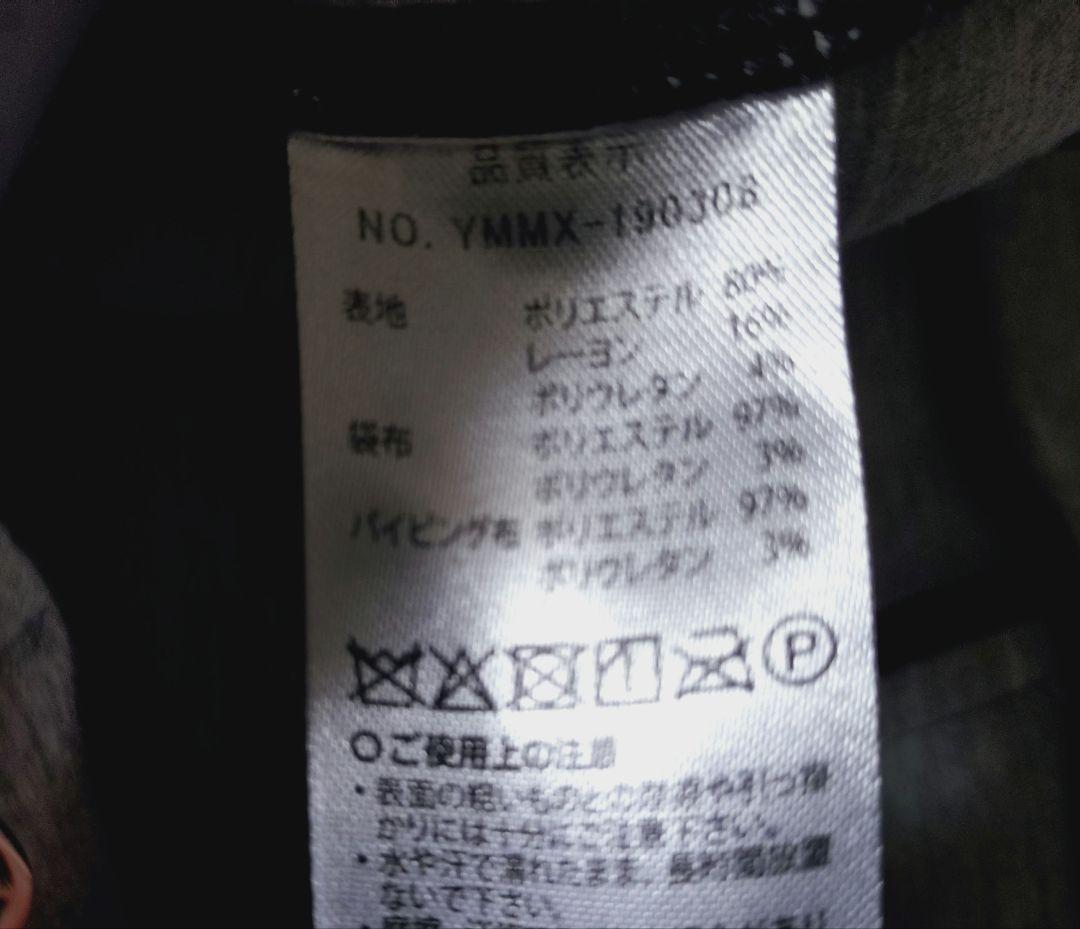 品質表示
NO. YMMX-190308
表地 ポリエステル 80%
レーヨン 16%
ポリウレタン 4%
袋布 ポリエステル 97%
ポリウレタン 3%
パイピング布 ポリエステル 97%
ポリウレタン 3%
P
○ご使用上の注意
・表面の粗いものとの摩擦や引っ掛
かりには十分にご注意下さい。
・水や汗で濡れたまま、長時間放置
ないで下さい。